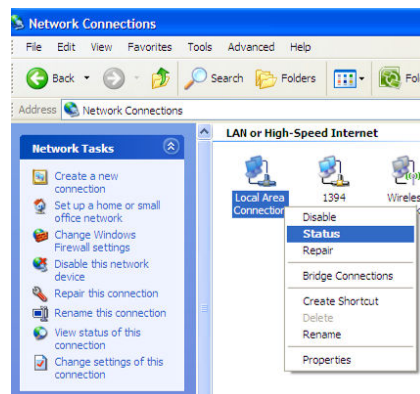 Network Connections
File Edit View Favorites Tools Advanced Help
Back Search Folders
Address Network Connections
Network Tasks
Create a new
connection
Set up a home or small
office network
Change Windows
Firewall settings
Disable this network
device
Repair this connection
Rename this connection
View status of this
connection
Change settings of this
connection
LAN or High-Speed Internet
Local Area
Connection
1394
Disable
Status
Repair
Bridge Connections
Create Shortcut
Delete
Rename
Properties